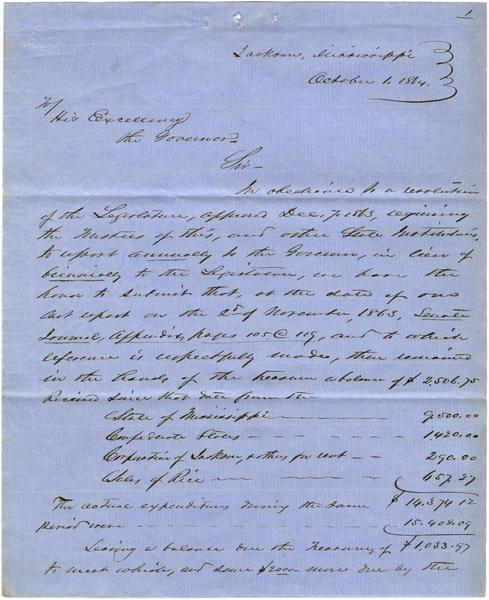 1
Jackson, Mississippi
October 1. 1864.
To/
His Excellency
the Governor
Sir—
In obedience to a resolution
of the Legislature, approved Dec. 7. 1863, requiring
the Trustees of this, and other State Institutions,
to report annually to the Governor, in lieu of
biennially to the Legislature, we have the
honor to submit that, at the date of our
last report on the 2d of November, 1863, Senate
Journal, Appendix, pages 105 @ 119, and to which
reference is respectfully made, there remained
in the hands of the treasurer a balance of $2,506.75
Received since that date from the
State of Mississippi 9,500.00
Confederate States 1,420.00
Corporation of Jackson, & others for rent 290.00
Sales of Rice 657.37
$14,374.12
The actual expenditures during the same
period were 15,408.09
Leaving a balance due the Treasury of $1,033.97
to meet which, and some $2000 more due by the